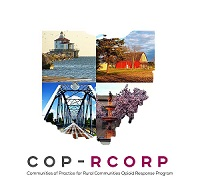 COP-RCORP
Communities of Practice for Rural Communities Opioid Response Program